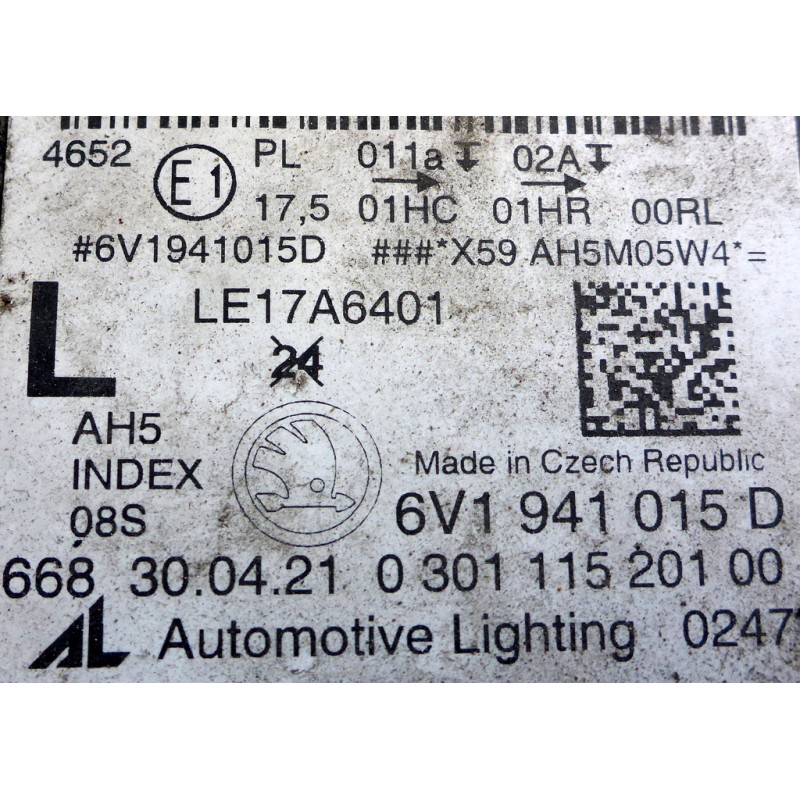 4652 E1 PL 011a 02A
17,5 01HC 01HR 00RL
#6V1941015D ###*X59 AH5M05W4*=
L LE17A6401
24
AH5
INDEX Made in Czech Republic
08S 6V1 941 015 D
668 30.04.21 0 301 115 201 00
AL Automotive Lighting 0247